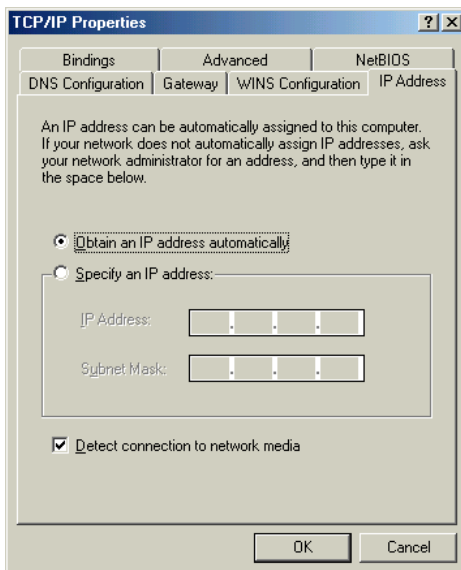 TCP/IP Properties
? ×
Bindings Advanced NetBIOS
DNS Configuration Gateway WINS Configuration IP Address
An IP address can be automatically assigned to this computer.
If your network does not automatically assign IP addresses, ask
your network administrator for an address, and then type it in
the space below.
Obtain an IP address automatically
Specify an IP address:
IP Address:
. . .
Subnet Mask:
. . .
Detect connection to network media
OK Cancel